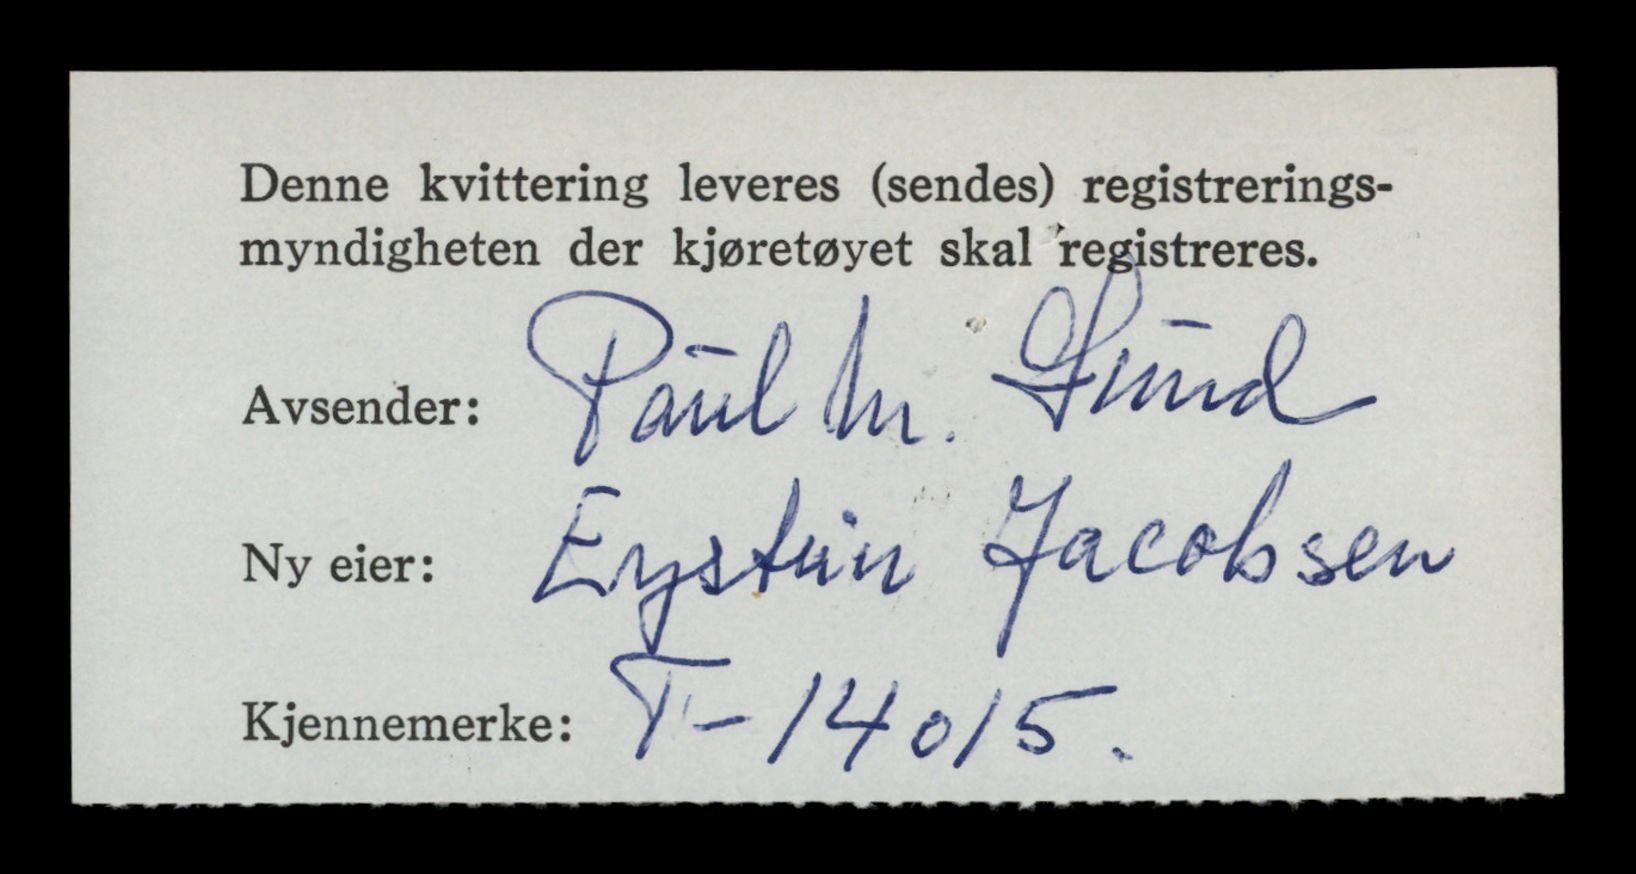 Denne kvittering leveres (sendes) registrerings-
myndigheten der kjøretøyet skal registreres.
Avsender: Paul M. Lund
Ny eier: Eystein Jacobsen
Kjennemerke: T-14015.